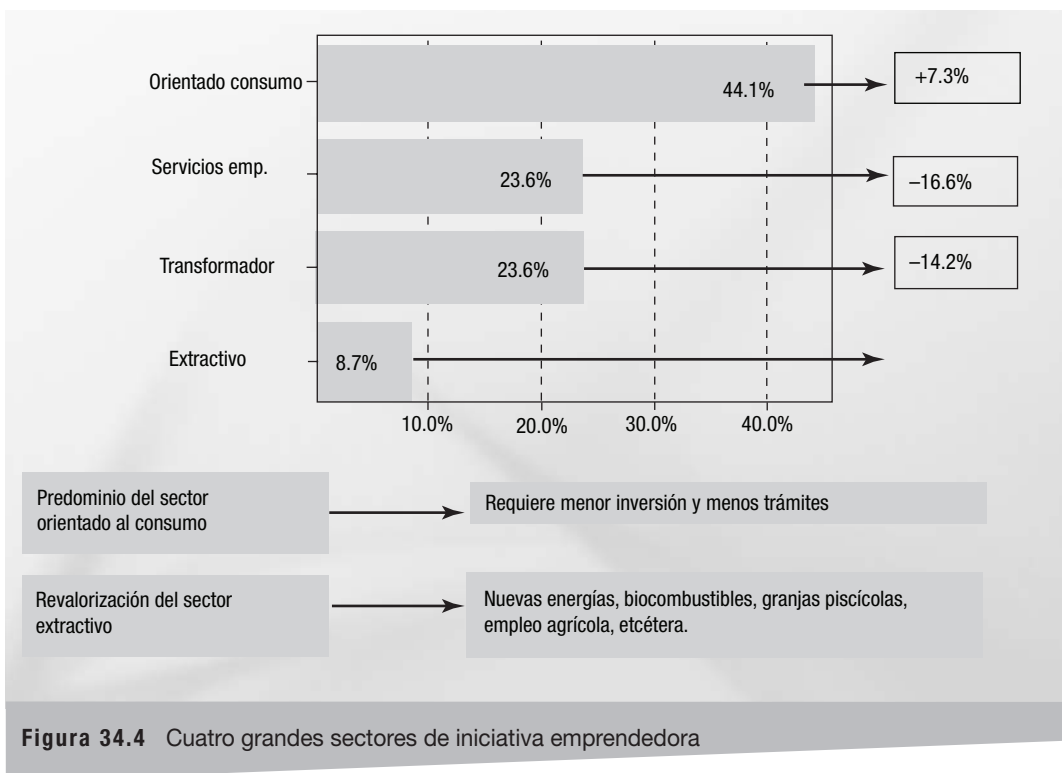 Orientado consumo
44.1%
+7.3%
Servicios emp.
23.6%
–16.6%
Transformador
23.6%
–14.2%
Extractivo
8.7%
10.0%
20.0%
30.0%
40.0%
Predominio del sector
orientado al consumo
Requiere menor inversión y menos trámites
Revalorización del sector
extractivo
Nuevas energías, biocombustibles, granjas piscícolas,
empleo agrícola, etcétera.
Figura 34.4 Cuatro grandes sectores de iniciativa emprendedora